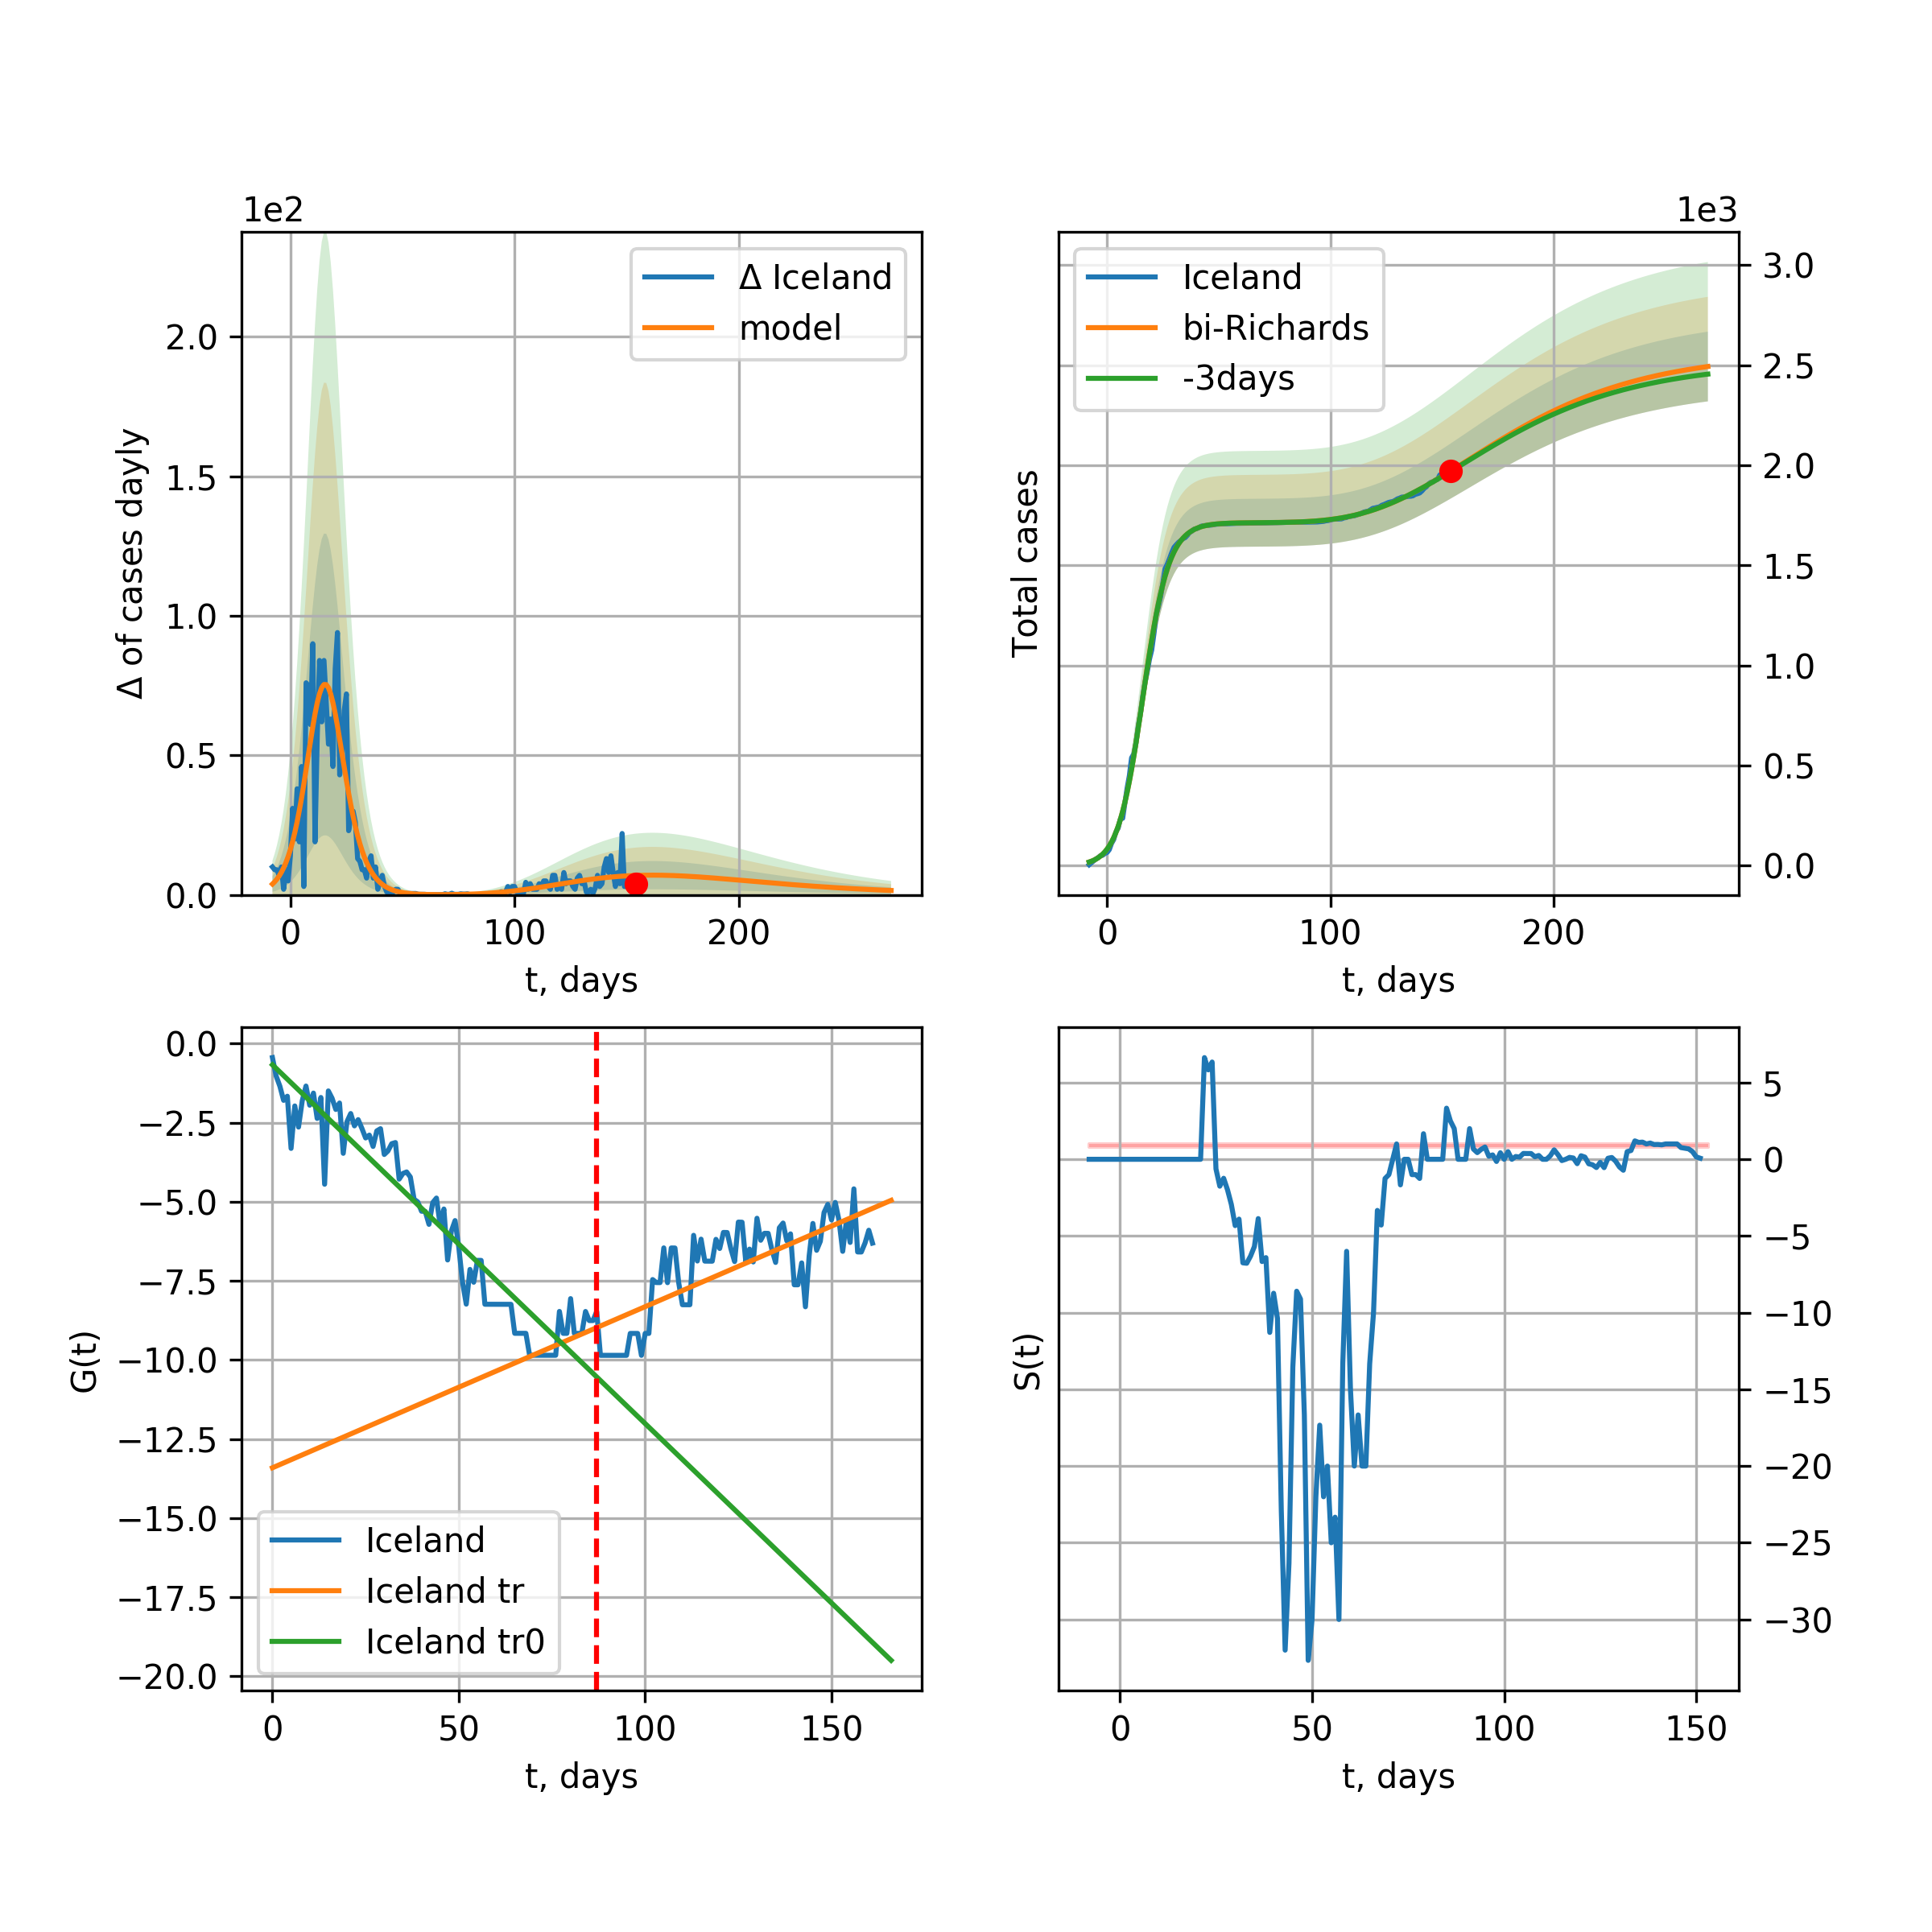 1e2
Δ Iceland
model
2.0
1.5
1.0
0.5
0.0
Δ of cases dayly
0 100 200
t, days
1e3
Iceland
bi-Richards
-3days
3.0
2.5
2.0
1.5
1.0
0.5
0.0
Total cases
0 100 200
t, days
0.0
−2.5
−5.0
−7.5
−10.0
−12.5
−15.0
−17.5
−20.0
G(t)
Iceland
Iceland tr
Iceland tr0
0 50 100 150
t, days
5
0
−5
−10
−15
−20
−25
−30
S(t)
0 50 100 150
t, days